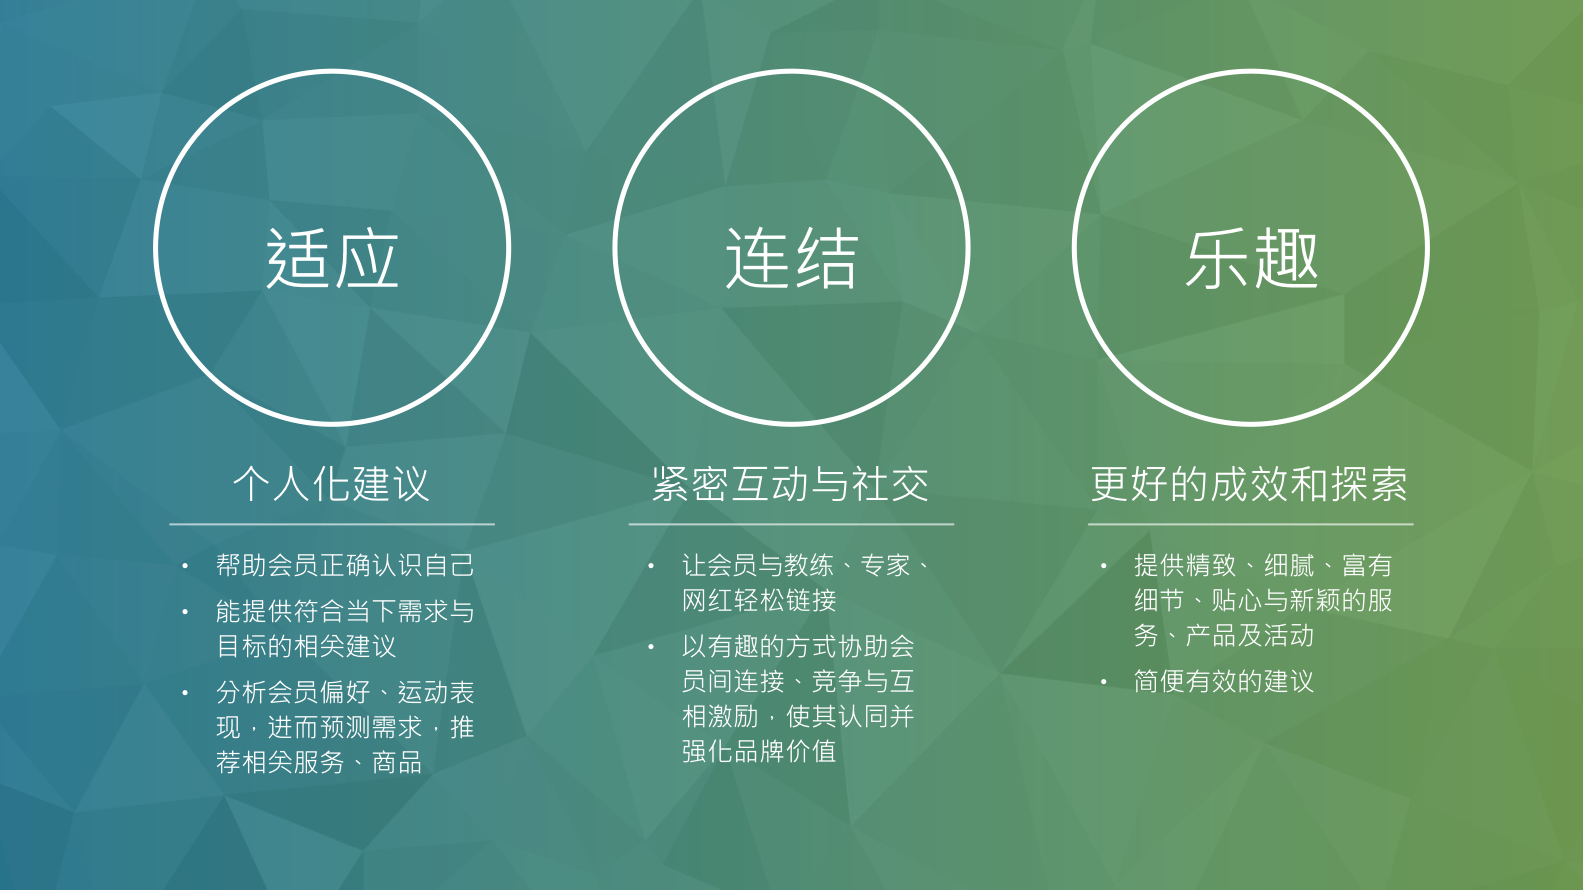 适应
连结
乐趣
个人化建议
紧密互动与社交
更好的成效和探索
• 帮助会员正确认识自己
• 能提供符合当下需求与
目标的相关建议
• 分析会员偏好、运动表
现，进而预测需求，推
荐相关服务、商品
• 让会员与教练、专家、
网红轻松链接
• 以有趣的方式协助会
员间连接、竞争与互
相激励，使其认同并
强化品牌价值
• 提供精致、细腻、富有
细节、贴心与新颖的服
务、产品及活动
• 简便有效的建议